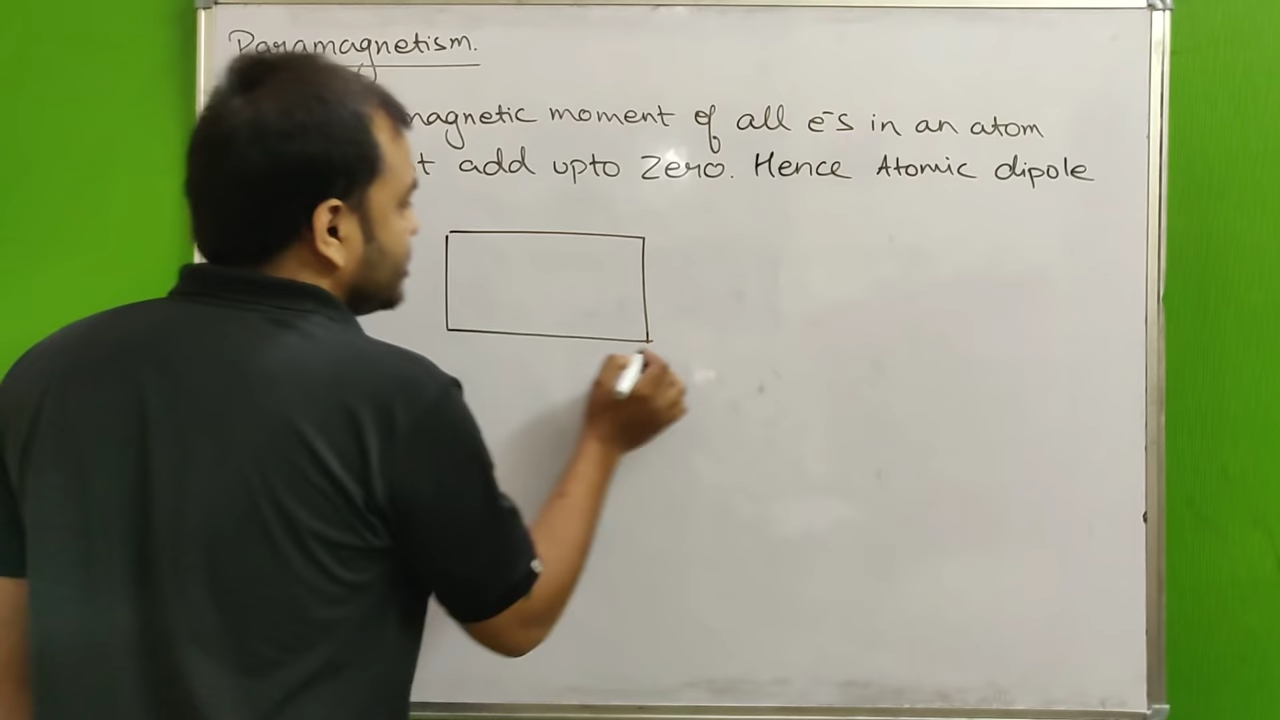 Paramagnetism.
magnetic moment of all e⁻s in an atom
t add upto Zero. Hence Atomic dipole